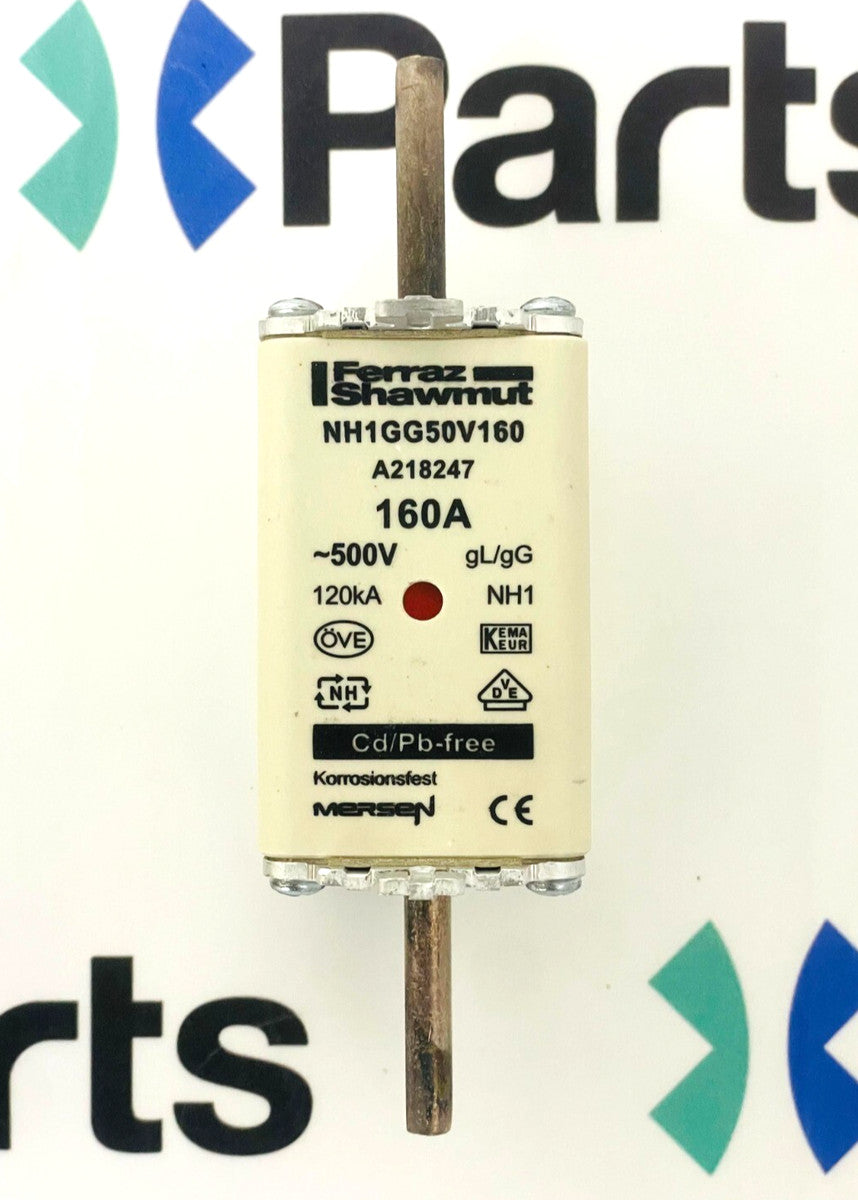 Parts
Ferraz
Shawmut
NH1GG50V160
A218247
160A
~500V gL/gG
120kA NH1
ÖVE KEMA EUR
NH VDE
Cd/Pb-free
Korrosionsfest
MERSEN CE
rts